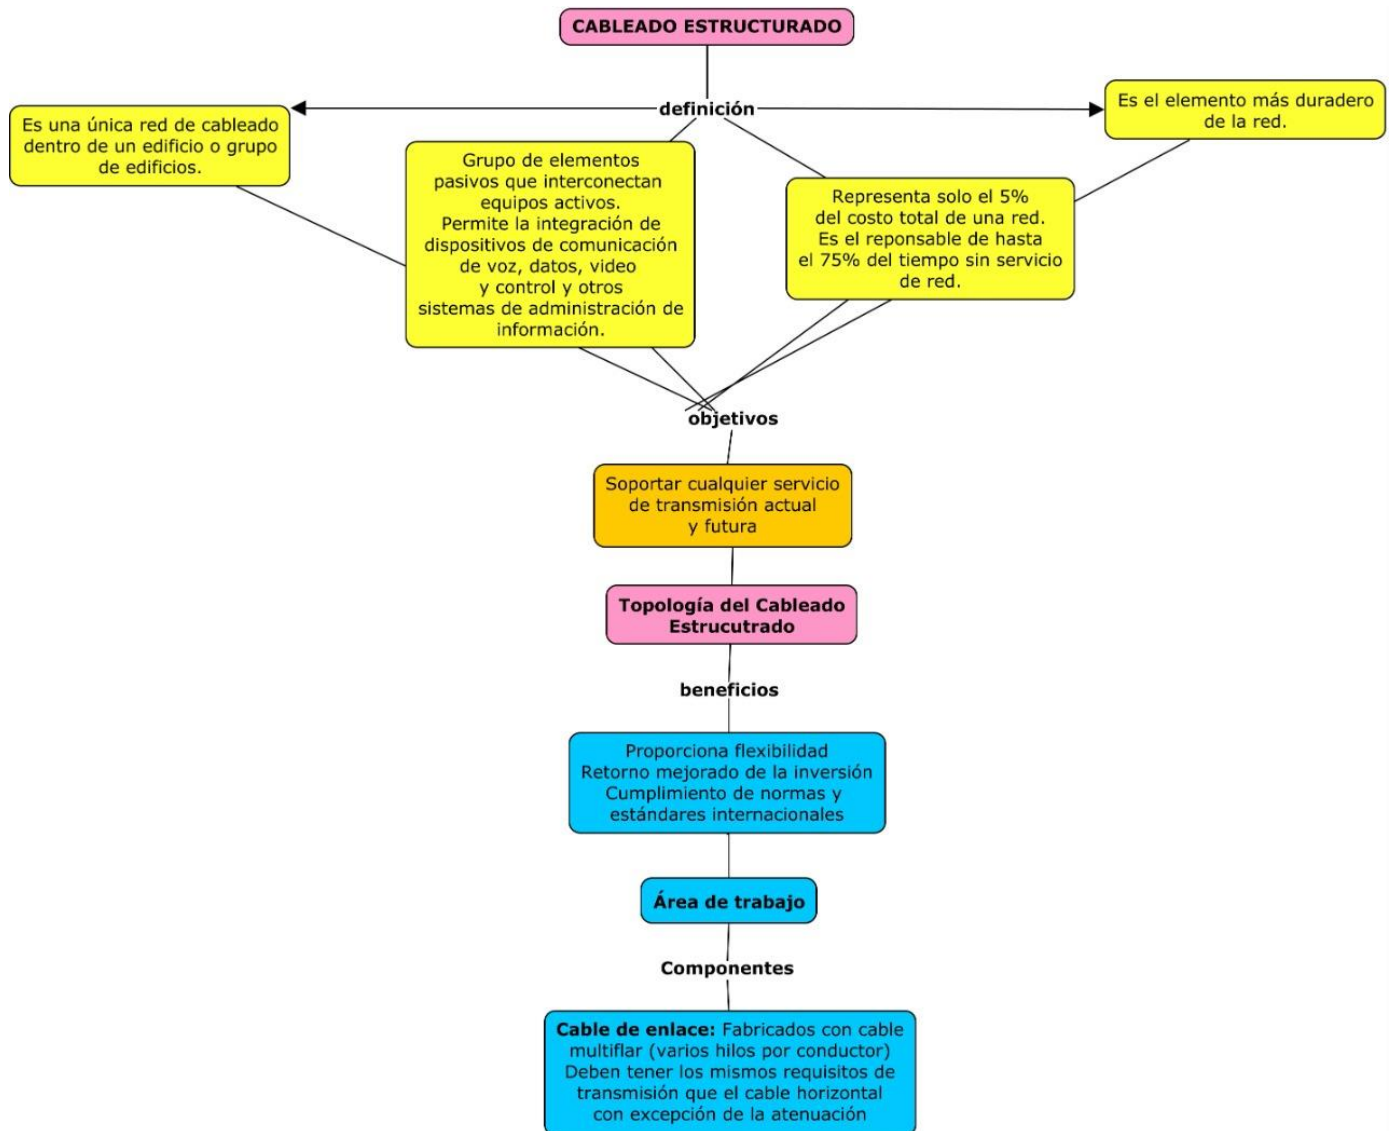 CABLEADO ESTRUCTURADO
definición
Es una única red de cableado
dentro de un edificio o grupo
de edificios.
Grupo de elementos
pasivos que interconectan
equipos activos.
Permite la integración de
dispositivos de comunicación
de voz, datos, video
y control y otros
sistemas de administración de
información.
Representa solo el 5%
del costo total de una red.
Es el reponsable de hasta
el 75% del tiempo sin servicio
de red.
Es el elemento más duradero
de la red.
objetivos
Soportar cualquier servicio
de transmisión actual
y futura
Topología del Cableado
Estrucutrado
beneficios
Proporciona flexibilidad
Retorno mejorado de la inversión
Cumplimiento de normas y
estándares internacionales
Área de trabajo
Componentes
Cable de enlace: Fabricados con cable
multiflar (varios hilos por conductor)
Deben tener los mismos requisitos de
transmisión que el cable horizontal
con excepción de la atenuación